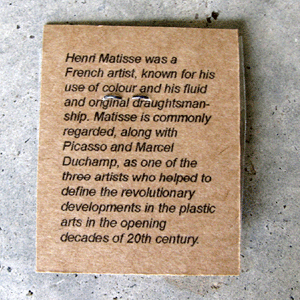 Henri Matisse was a
French artist, known for his
use of colour and his fluid
and original draughtsman-
ship. Matisse is commonly
regarded, along with
Picasso and Marcel
Duchamp, as one of the
three artists who helped to
define the revolutionary
developments in the plastic
arts in the opening
decades of 20th century.